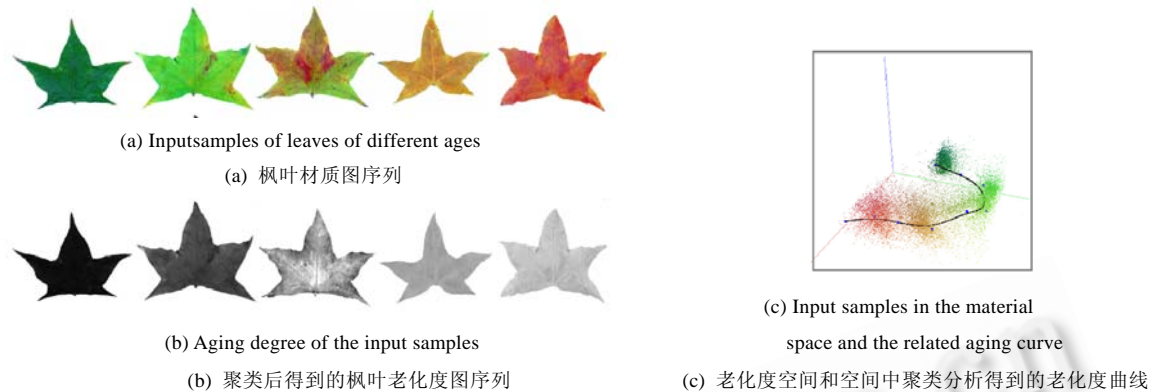 (a) Inputsamples of leaves of different ages
(a) 枫叶材质图序列
(b) Aging degree of the input samples
(b) 聚类后得到的枫叶老化度图序列
(c) Input samples in the material
space and the related aging curve
(c) 老化度空间和空间中聚类分析得到的老化度曲线